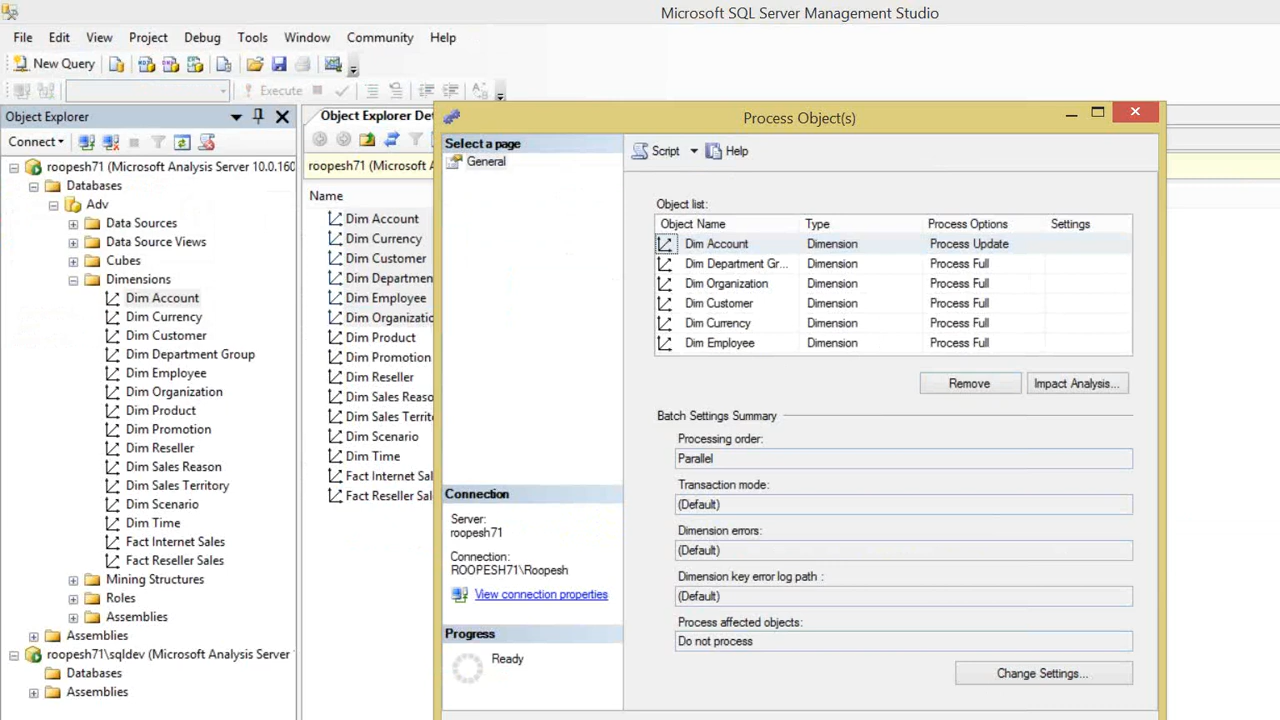 Microsoft SQL Server Management Studio
File Edit View Project Debug Tools Window Community Help
New Query
Execute
Object Explorer
Connect
roopesh71 (Microsoft Analysis Server 10.0.160
Databases
Adv
Data Sources
Data Source Views
Cubes
Dimensions
Dim Account
Dim Currency
Dim Customer
Dim Department Group
Dim Employee
Dim Organization
Dim Product
Dim Promotion
Dim Reseller
Dim Sales Reason
Dim Sales Territory
Dim Scenario
Dim Time
Fact Internet Sales
Fact Reseller Sales
Mining Structures
Roles
Assemblies
Assemblies
roopesh71\sqldev (Microsoft Analysis Server
Databases
Assemblies
Object Explorer Det
roopesh71 (Microsoft A
Name
Dim Account
Dim Currency
Dim Customer
Dim Departmen
Dim Employee
Dim Organizatio
Dim Product
Dim Promotion
Dim Reseller
Dim Sales Reaso
Dim Sales Territo
Dim Scenario
Dim Time
Fact Internet Sal
Fact Reseller Sal
Process Object(s)
Select a page
General
Script Help
Object list:
Object Name Type Process Options Settings
Dim Account Dimension Process Update
Dim Department Gr... Dimension Process Full
Dim Organization Dimension Process Full
Dim Customer Dimension Process Full
Dim Currency Dimension Process Full
Dim Employee Dimension Process Full
Remove Impact Analysis...
Batch Settings Summary
Processing order:
Parallel
Transaction mode:
(Default)
Dimension errors:
(Default)
Dimension key error log path :
(Default)
Process affected objects:
Do not process
Change Settings...
Connection
Server:
roopesh71
Connection:
ROOPESH71\Roopesh
View connection properties
Progress
Ready